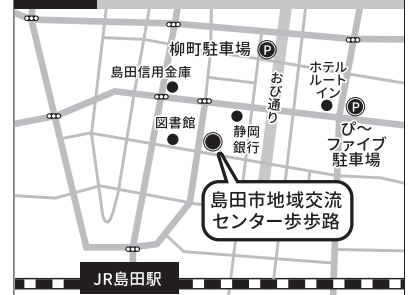 柳町駐車場 P
島田信用金庫
おび通り
ホテル
ルート
イン
P
図書館
静岡
銀行
ぴ〜
ファイブ
駐車場
島田市地域交流
センター歩歩路
JR島田駅